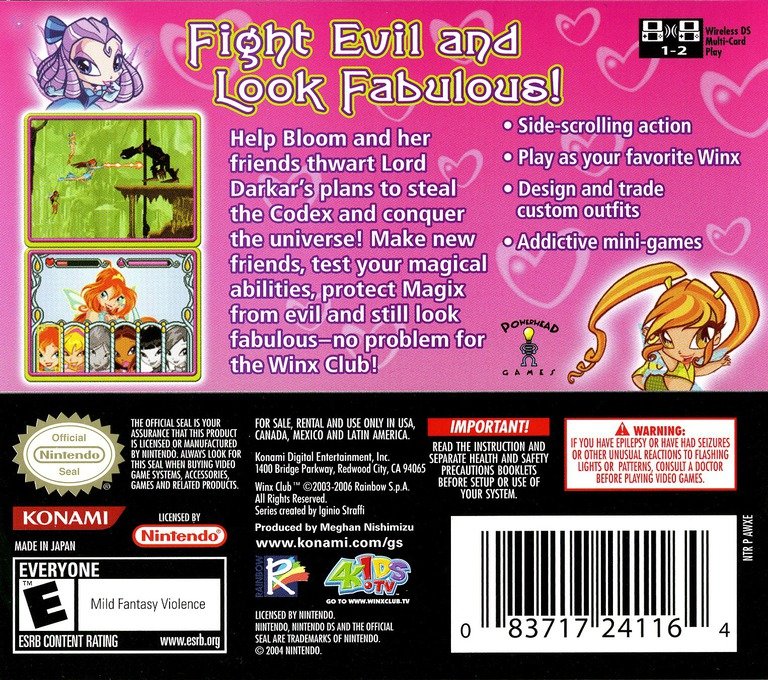 Fight Evil and
Look Fabulous!
Wireless DS
Multi-Card
Play
1-2
Help Bloom and her
friends thwart Lord
Darkar's plans to steal
the Codex and conquer
the universe! Make new
friends, test your magical
abilities, protect Magix
from evil and still look
fabulous—no problem for
the Winx Club!
• Side-scrolling action
• Play as your favorite Winx
• Design and trade
custom outfits
• Addictive mini-games
POWERHEAD
GAMES
Official
Nintendo®
Seal
THE OFFICIAL SEAL IS YOUR
ASSURANCE THAT THIS PRODUCT
IS LICENSED OR MANUFACTURED
BY NINTENDO. ALWAYS LOOK FOR
THIS SEAL WHEN BUYING VIDEO
GAME SYSTEMS, ACCESSORIES,
GAMES AND RELATED PRODUCTS.
KONAMI
LICENSED BY
Nintendo®
MADE IN JAPAN
EVERYONE
TM
E
Mild Fantasy Violence
ESRB CONTENT RATING
www.esrb.org
FOR SALE, RENTAL AND USE ONLY IN USA,
CANADA, MEXICO AND LATIN AMERICA.
Konami Digital Entertainment, Inc.
1400 Bridge Parkway, Redwood City, CA 94065
Winx Club™ ©2003-2006 Rainbow S.p.A.
All Rights Reserved.
Series created by Iginio Straffi
Produced by Meghan Nishimizu
www.konami.com/gs
RAINBOW
R
4KIDS
.TV
GO TO WWW.WINXCLUB.TV
LICENSED BY NINTENDO.
NINTENDO, NINTENDO DS AND THE OFFICIAL
SEAL ARE TRADEMARKS OF NINTENDO.
© 2004 NINTENDO.
IMPORTANT!
READ THE INSTRUCTION AND
SEPARATE HEALTH AND SAFETY
PRECAUTIONS BOOKLETS
BEFORE SETUP OR USE OF
YOUR SYSTEM.
WARNING:
IF YOU HAVE EPILEPSY OR HAVE HAD SEIZURES
OR OTHER UNUSUAL REACTIONS TO FLASHING
LIGHTS OR PATTERNS, CONSULT A DOCTOR
BEFORE PLAYING VIDEO GAMES.
NTR P AWXE
0 83717 24116 4